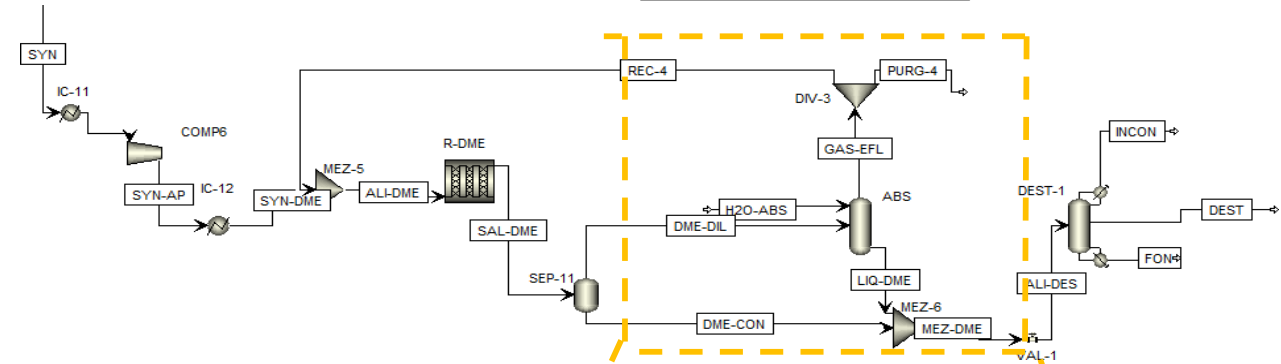 SYN
IC-11
COMP6
SYN-AP
IC-12
SYN-DME
MEZ-5
ALI-DME
R-DME
SAL-DME
SEP-11
REC-4
PURG-4
DIV-3
GAS-EFL
H2O-ABS
DME-DIL
ABS
LIQ-DME
MEZ-6
DME-CON
MEZ-DME
VAL-1
ALI-DES
DEST-1
INCON
DEST
FON